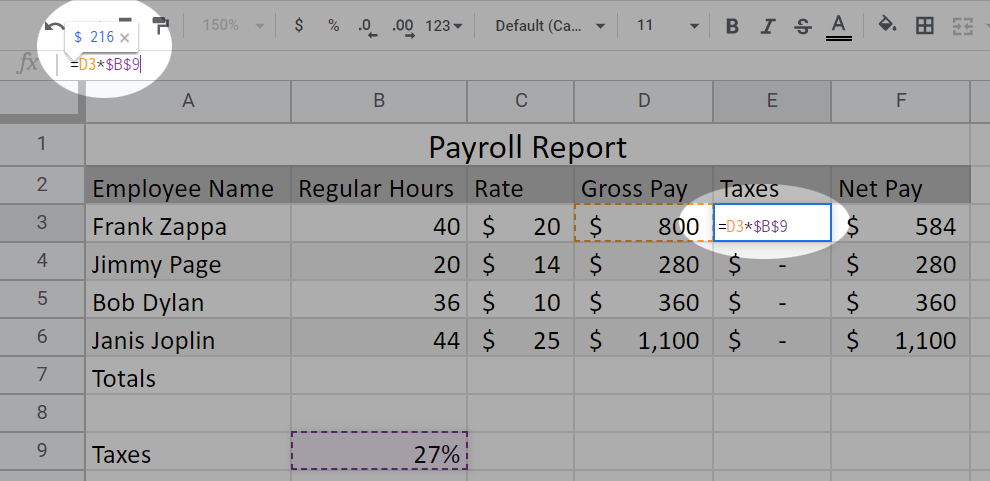 150% $ % .0 .00 123 Default (Ca... 11 B I S A
$ 216 ×
fx =D3*$B$9
A B C D E F
1 Payroll Report
2 Employee Name Regular Hours Rate Gross Pay Taxes Net Pay
3 Frank Zappa 40 $ 20 $ 800 =D3*$B$9 $ 584
4 Jimmy Page 20 $ 14 $ 280 $ - $ 280
5 Bob Dylan 36 $ 10 $ 360 $ - $ 360
6 Janis Joplin 44 $ 25 $ 1,100 $ - $ 1,100
7 Totals
8
9 Taxes 27%